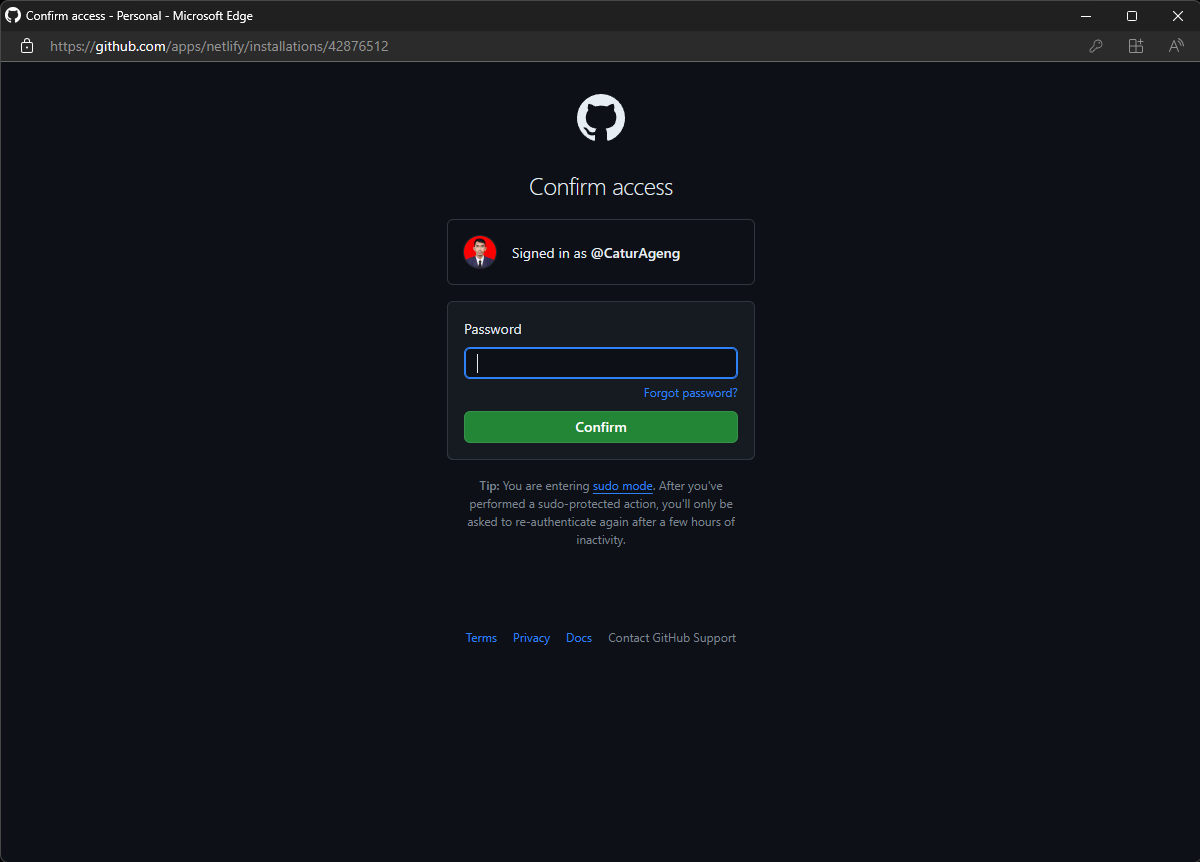 Confirm access - Personal - Microsoft Edge
https://github.com/apps/netlify/installations/42876512
Confirm access
Signed in as @CaturAgeng
Password
Forgot password?
Confirm
Tip: You are entering sudo mode. After you've
performed a sudo-protected action, you'll only be
asked to re-authenticate again after a few hours of
inactivity.
Terms Privacy Docs Contact GitHub Support